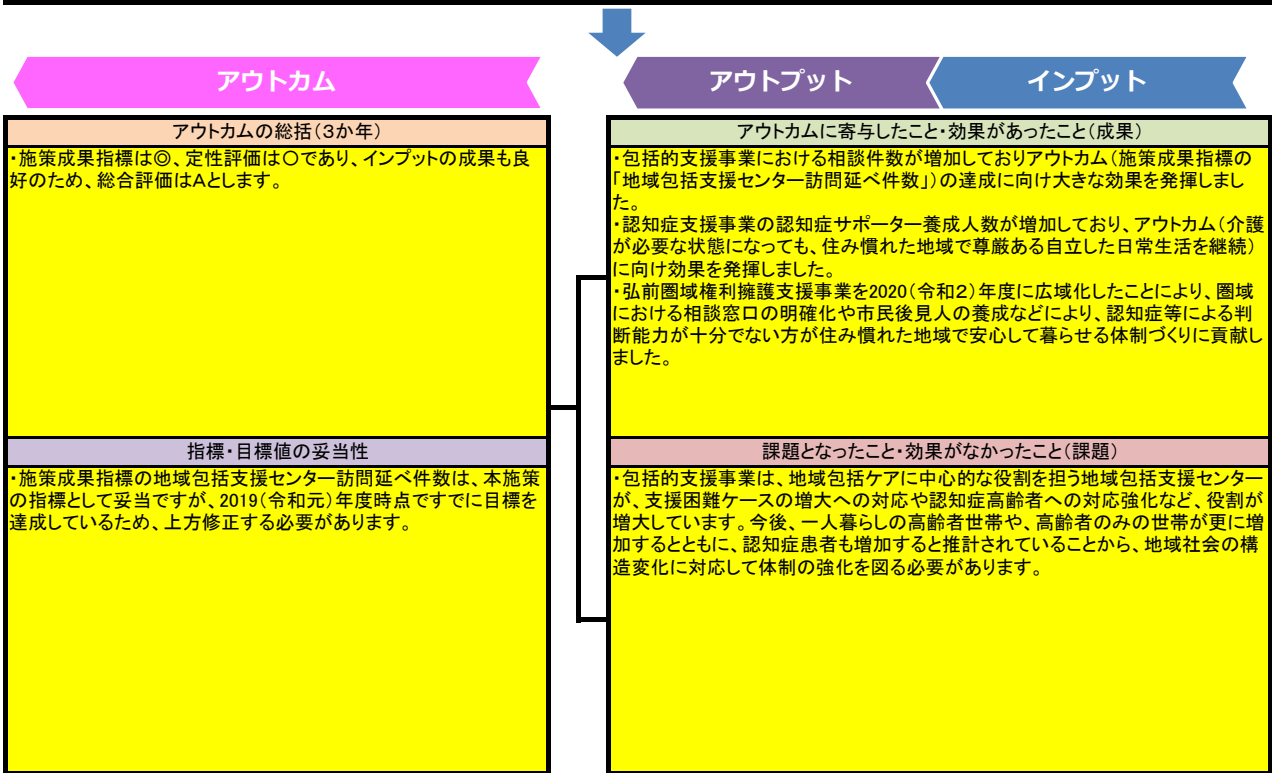 アウトカム
アウトカムの総括(3か年)
・施策成果指標は◎、定性評価は○であり、インプットの成果も良
好のため、総合評価はAとします。
指標・目標値の妥当性
・施策成果指標の地域包括支援センター訪問延べ件数は、本施策
の指標として妥当ですが、2019(令和元)年度時点ですでに目標を
達成しているため、上方修正する必要があります。
アウトプット
インプット
アウトカムに寄与したこと・効果があったこと(成果)
・包括的支援事業における相談件数が増加しておりアウトカム(施策成果指標の
「地域包括支援センター訪問延べ件数」)の達成に向け大きな効果を発揮しまし
た。
・認知症支援事業の認知症サポーター養成人数が増加しており、アウトカム(介護
が必要な状態になっても、住み慣れた地域で尊厳ある自立した日常生活を継続)
に向け効果を発揮しました。
・弘前圏域権利擁護支援事業を2020(令和2)年度に広域化したことにより、圏域
における相談窓口の明確化や市民後見人の養成などにより、認知症等による判
断能力が十分でない方が住み慣れた地域で安心して暮らせる体制づくりに貢献し
ました。
課題となったこと・効果がなかったこと(課題)
・包括的支援事業は、地域包括ケアに中心的な役割を担う地域包括支援センター
が、支援困難ケースの増大への対応や認知症高齢者への対応強化など、役割が
増大しています。今後、一人暮らしの高齢者世帯や、高齢者のみの世帯が更に増
加するとともに、認知症患者も増加すると推計されていることから、地域社会の構
造変化に対応して体制の強化を図る必要があります。